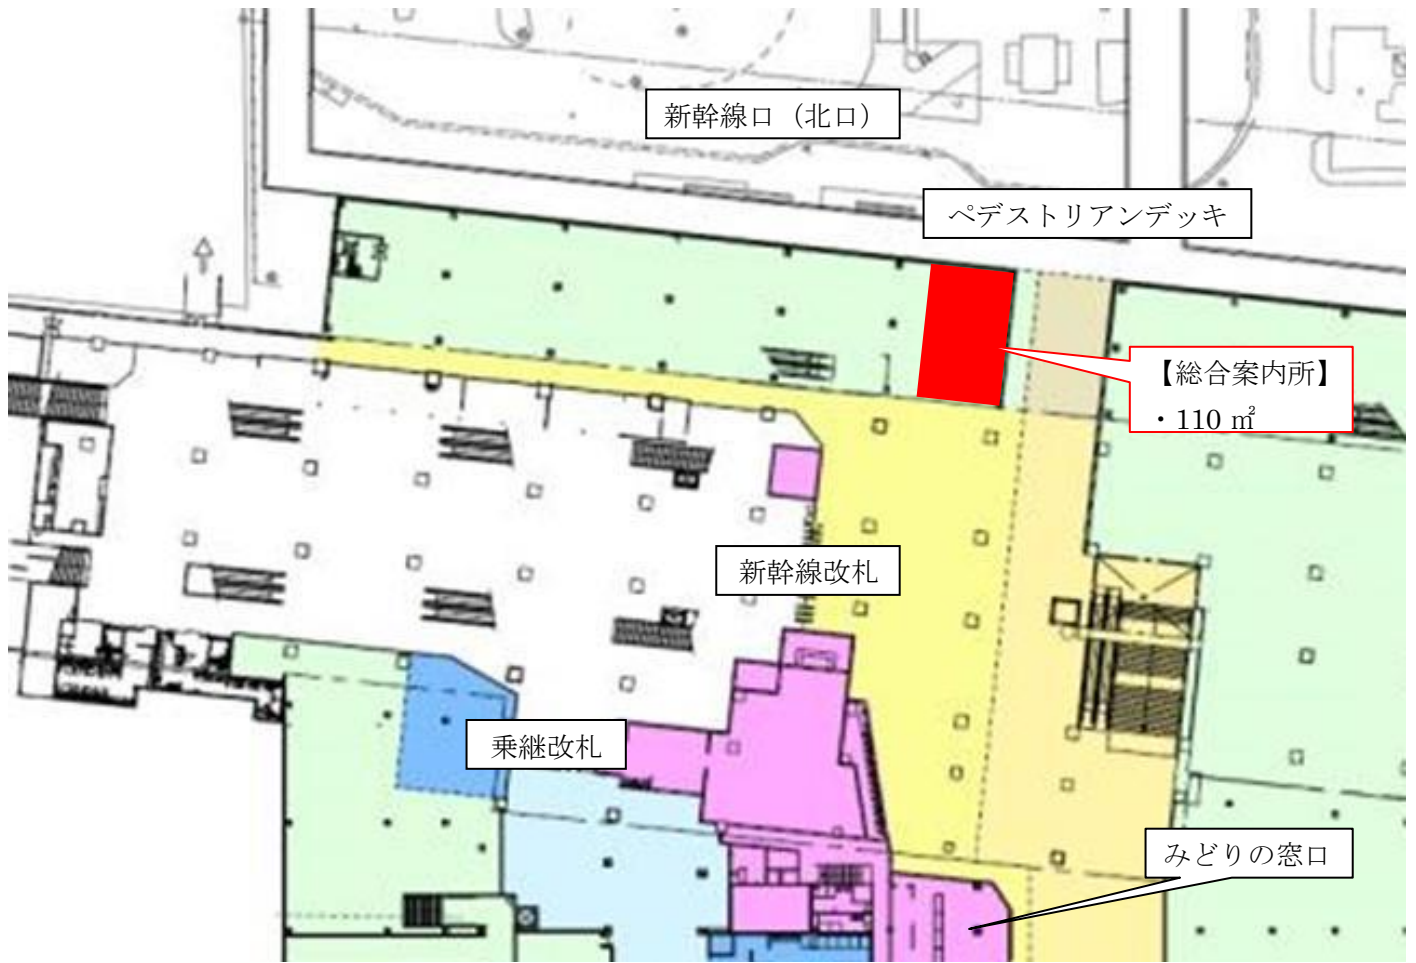 新幹線口（北口）
ペデストリアンデッキ
【総合案内所】
・110 ㎡
新幹線改札
乗継改札
みどりの窓口